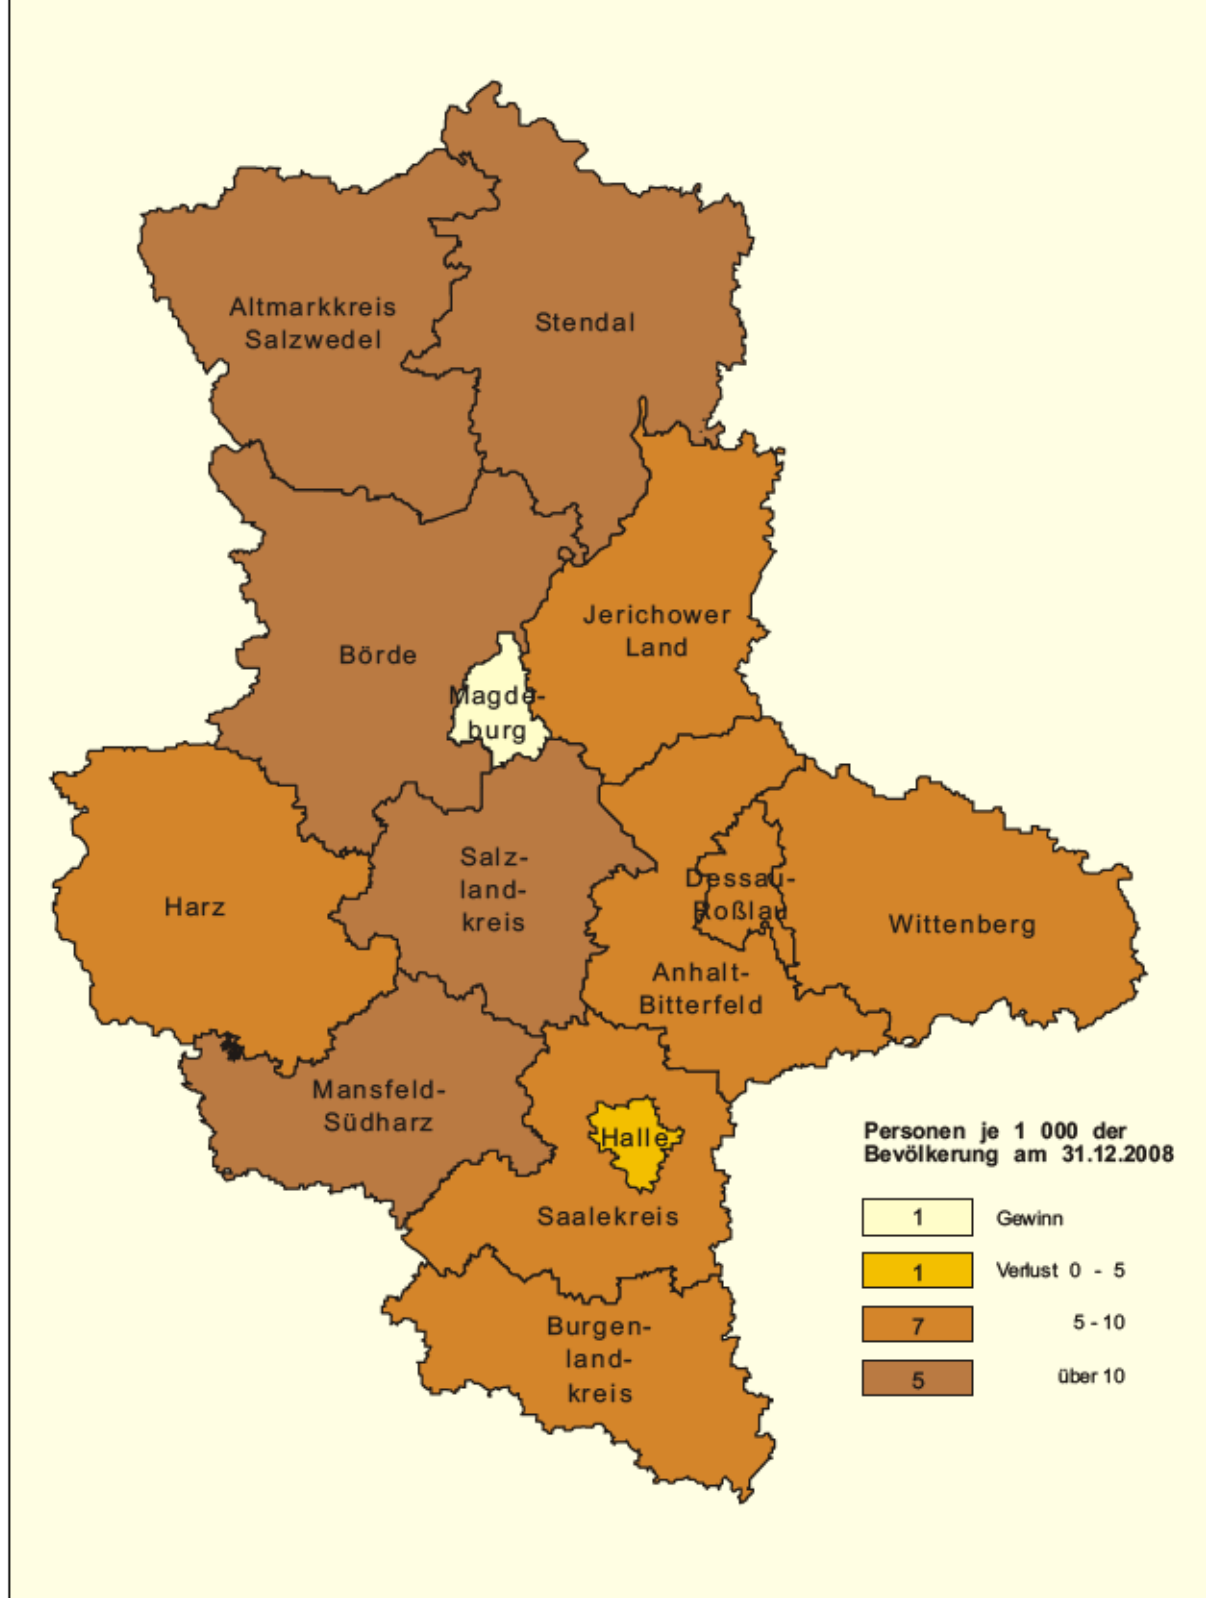 Altmarkkreis
Salzwedel
Stendal
Jerichower
Land
Börde
Magde-
burg
Salz-
land-
kreis
Harz
Dessau-
Roßlau
Wittenberg
Anhalt-
Bitterfeld
Mansfeld-
Südharz
Halle
Saalekreis
Burgen-
land-
kreis
Personen je 1 000 der
Bevölkerung am 31.12.2008
1 Gewinn
1 Verlust 0 - 5
7 5 - 10
5 über 10